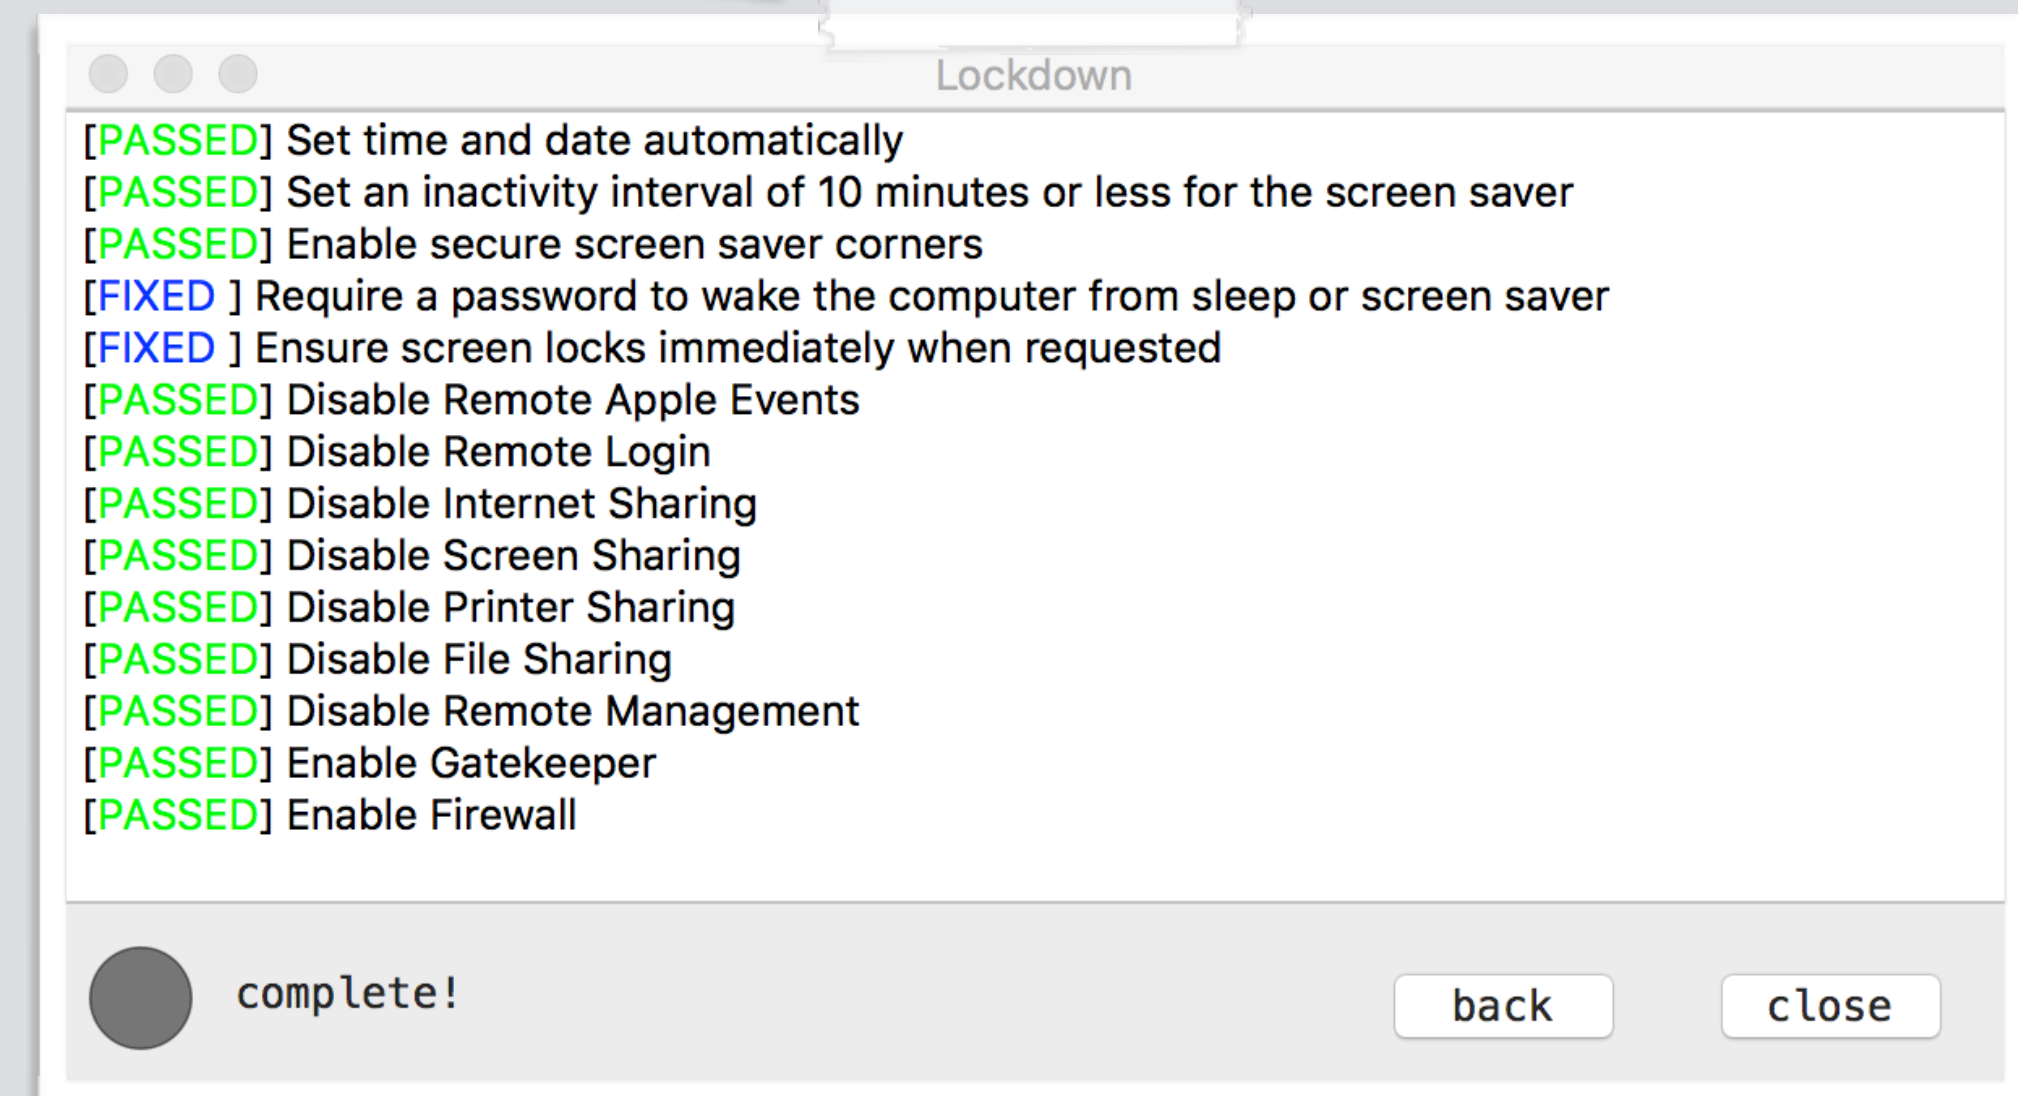 Lockdown
[PASSED] Set time and date automatically
[PASSED] Set an inactivity interval of 10 minutes or less for the screen saver
[PASSED] Enable secure screen saver corners
[FIXED ] Require a password to wake the computer from sleep or screen saver
[FIXED ] Ensure screen locks immediately when requested
[PASSED] Disable Remote Apple Events
[PASSED] Disable Remote Login
[PASSED] Disable Internet Sharing
[PASSED] Disable Screen Sharing
[PASSED] Disable Printer Sharing
[PASSED] Disable File Sharing
[PASSED] Disable Remote Management
[PASSED] Enable Gatekeeper
[PASSED] Enable Firewall
complete!
back
close